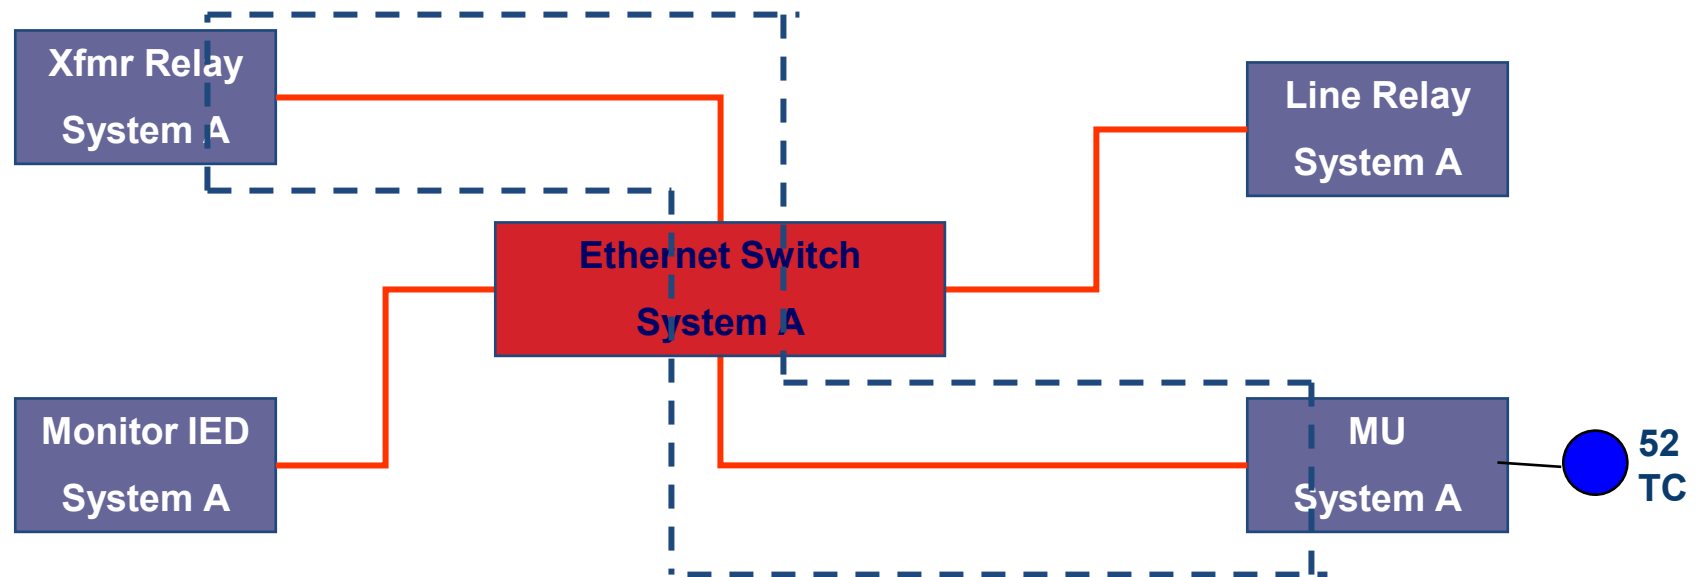 Xfmr Relay
System A
Line Relay
System A
Ethernet Switch
System A
Monitor IED
System A
MU
System A
52
TC